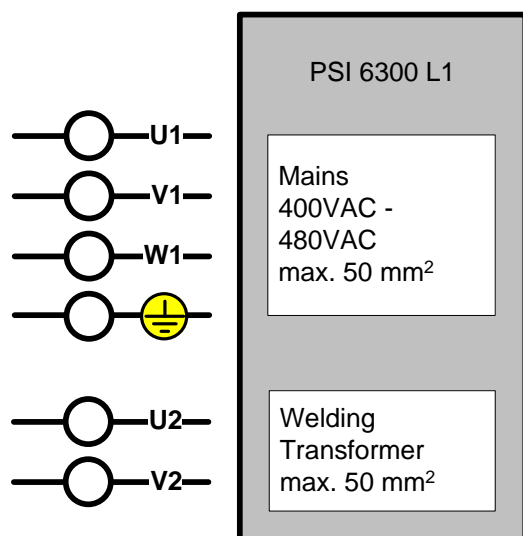 PSI 6300 L1
U1
V1
W1
Mains
400VAC -
480VAC
max. 50 mm²
U2
V2
Welding
Transformer
max. 50 mm²